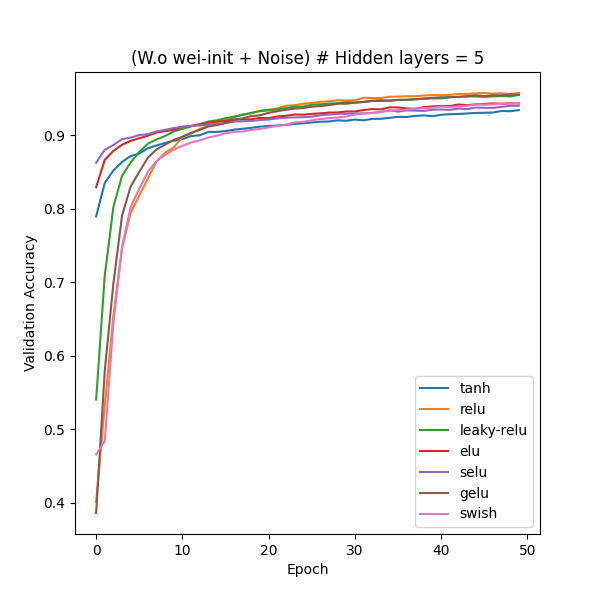 (W.o wei-init + Noise) # Hidden layers = 5
Validation Accuracy
0.9
0.8
0.7
0.6
0.5
0.4
tanh
relu
leaky-relu
elu
selu
gelu
swish
0 10 20 30 40 50
Epoch